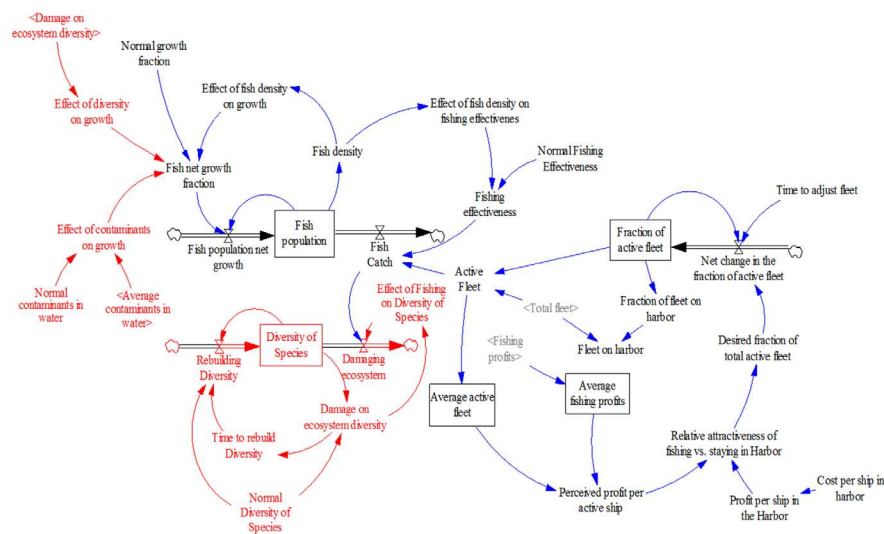 <Damage on
ecosystem diversity>
Normal growth
fraction
Effect of diversity
on growth
Effect of fish density
on growth
Effect of fish density on
fishing effectivenes
Fish density
Normal Fishing
Effectiveness
Fish net growth
fraction
Fishing
effectiveness
Time to adjust fleet
Effect of contaminants
on growth
Fish population net
growth
Fish
population
Fish
Catch
Fraction of
active fleet
Net change in the
fraction of active fleet
Normal
contaminants in
water
<Average
contaminants in
water>
Active
Fleet
Effect of Fishing
on Diversity of
Species
<Total fleet>
Fraction of fleet on
harbor
Rebuilding
Diversity
Diversity of
Species
Damaging
ecosystem
<Fishing
profits>
Fleet on harbor
Desired fraction of
total active fleet
Average active
fleet
Average
fishing profits
Damage on
ecosystem diversity
Time to rebuild
Diversity
Relative attractiveness of
fishing vs. staying in Harbor
Normal
Diversity of
Species
Perceived profit per
active ship
Profit per ship in
the Harbor
Cost per ship in
harbor